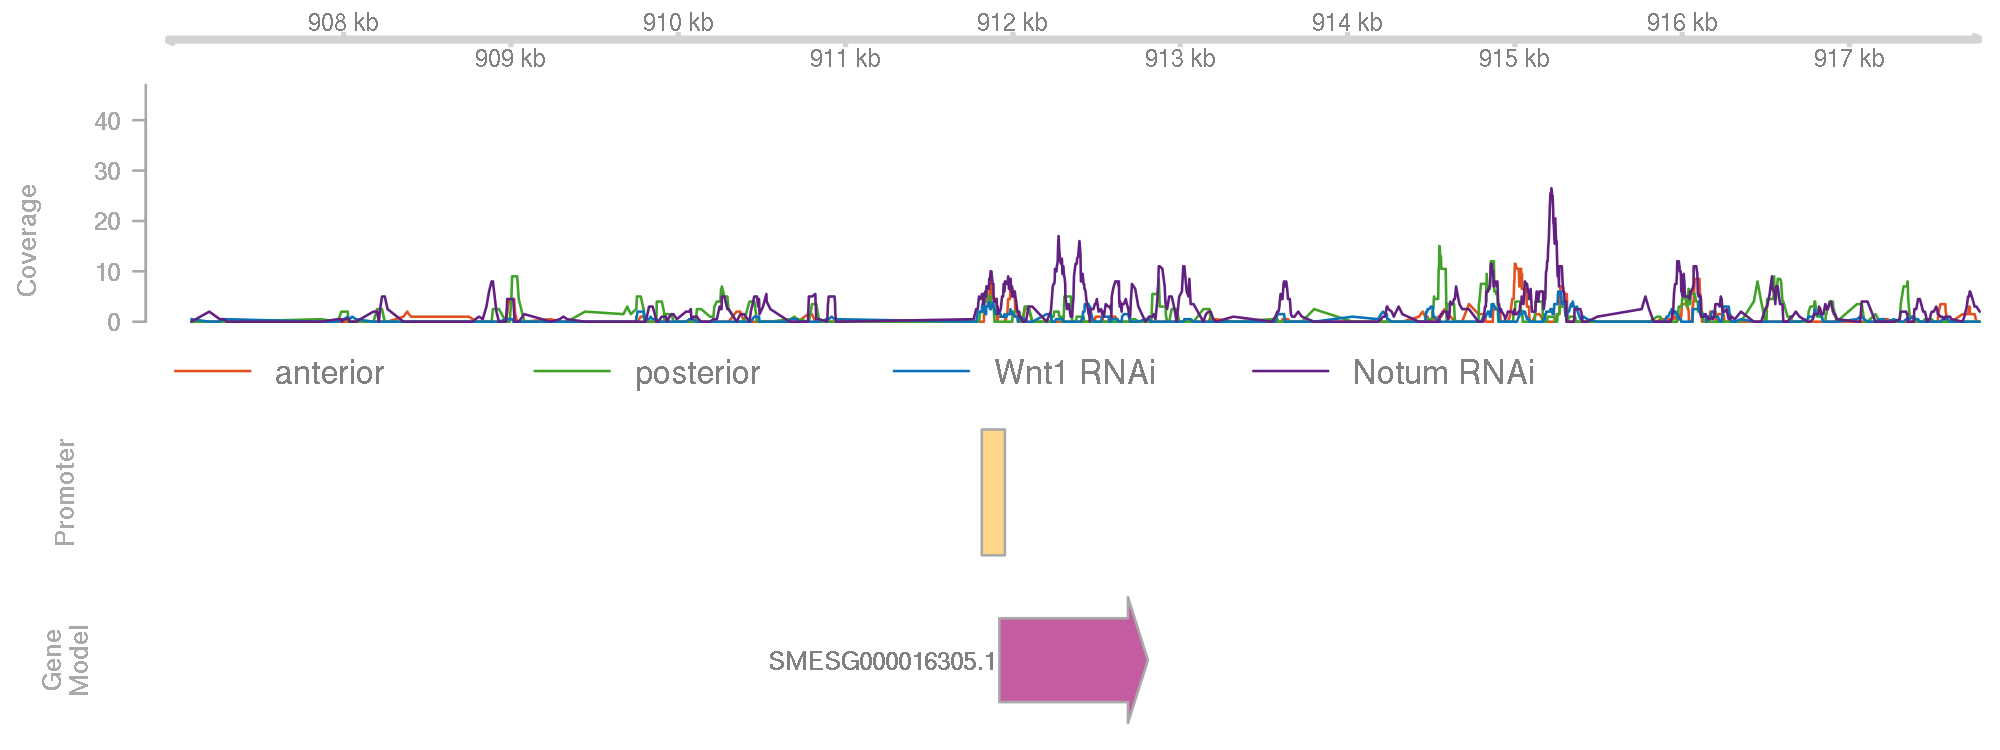 908 kb 910 kb 912 kb 914 kb 916 kb
909 kb 911 kb 913 kb 915 kb 917 kb
Coverage
40
30
20
10
0
anterior posterior Wnt1 RNAi Notum RNAi
Promoter
Gene
Model
SMESG000016305.1